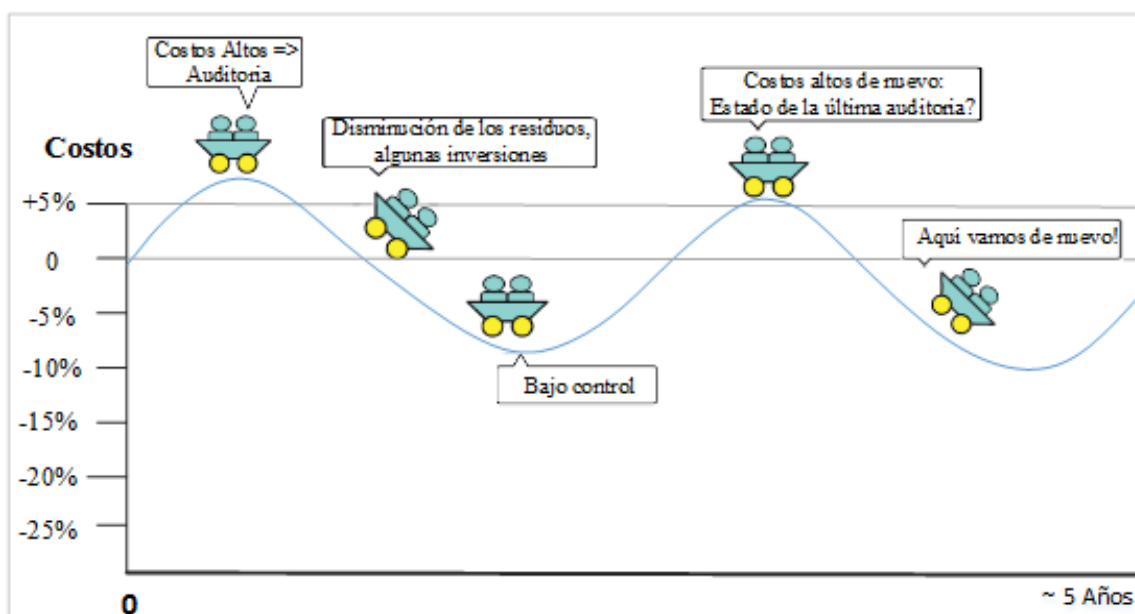 Costos Altos =>
Auditoria
Costos altos de nuevo:
Estado de la última auditoria?
Disminución de los residuos,
algunas inversiones
Costos
+5%
Aquí vamos de nuevo!
0
-5%
-10%
Bajo control
-15%
-20%
-25%
0
~ 5 Años